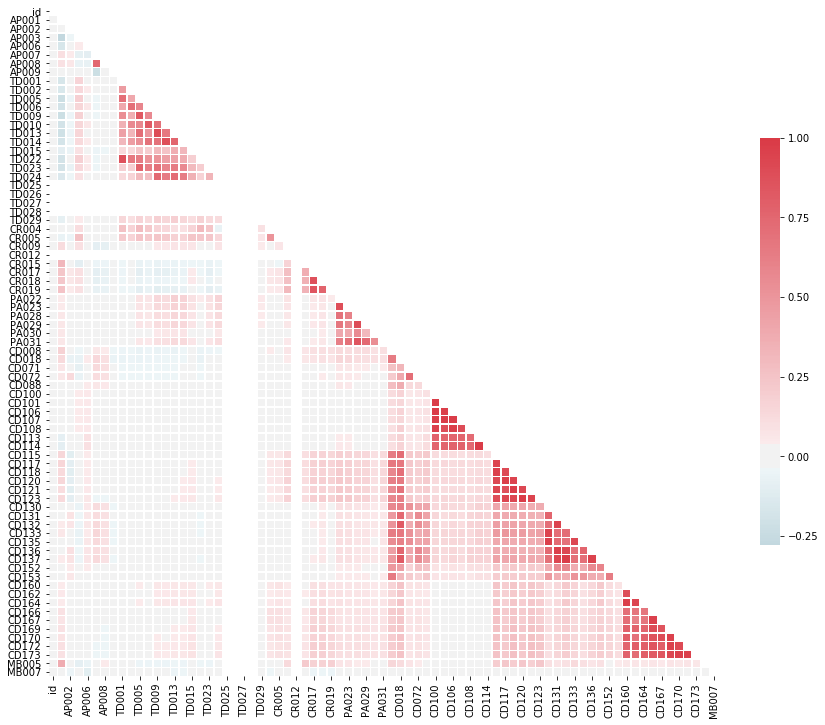 id
AP001
AP002
AP003
AP006
AP007
AP008
AP009
TD001
TD002
TD005
TD006
TD009
TD010
TD013
TD014
TD015
TD022
TD023
TD024
TD025
TD026
TD027
TD028
TD029
CR004
CR005
CR009
CR012
CR015
CR017
CR018
CR019
PA022
PA023
PA028
PA029
PA030
PA031
CD008
CD018
CD071
CD072
CD088
CD100
CD101
CD106
CD107
CD108
CD113
CD114
CD115
CD117
CD118
CD120
CD121
CD123
CD130
CD131
CD132
CD133
CD135
CD136
CD137
CD152
CD153
CD160
CD162
CD164
CD166
CD167
CD169
CD170
CD172
CD173
MB005
MB007
id
AP002
AP006
AP008
TD001
TD005
TD009
TD013
TD015
TD023
TD025
TD027
TD029
CR005
CR012
CR017
CR019
PA023
PA029
PA031
CD018
CD072
CD100
CD106
CD108
CD114
CD117
CD120
CD123
CD131
CD133
CD136
CD152
CD160
CD164
CD167
CD170
CD173
MB007
1.00
0.75
0.50
0.25
0.00
−0.25